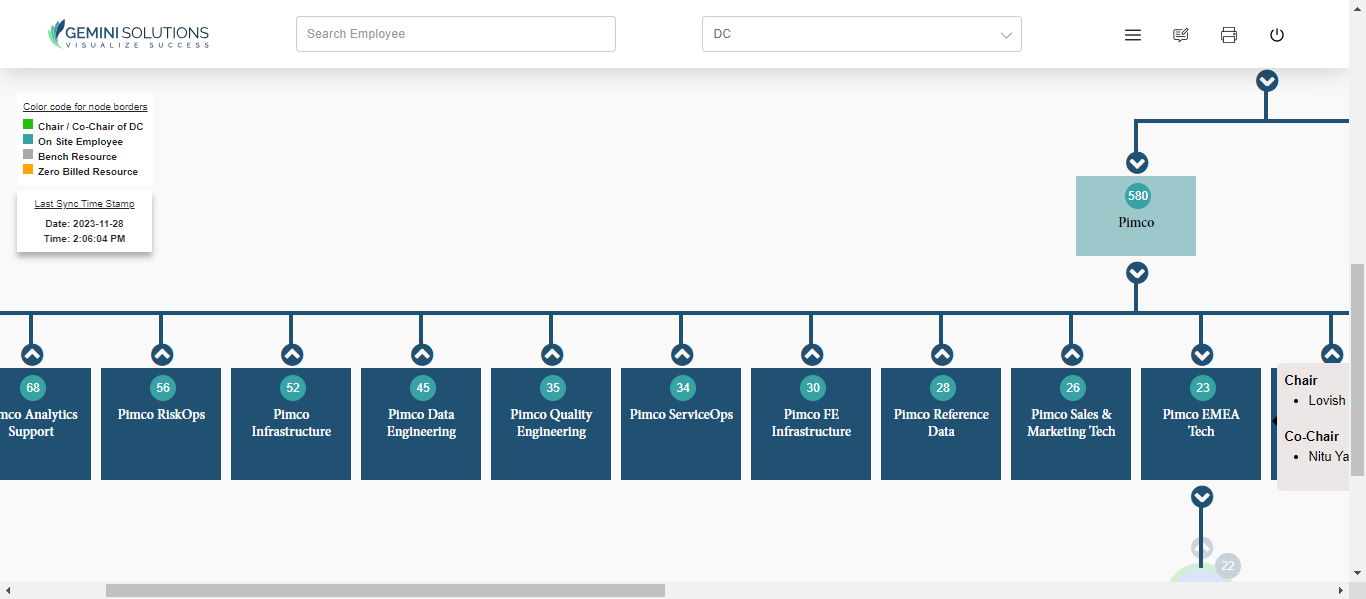 GEMINI SOLUTIONS
VISUALIZE SUCCESS
Search Employee
DC
Color code for node borders
Chair / Co-Chair of DC
On Site Employee
Bench Resource
Zero Billed Resource
Last Sync Time Stamp
Date: 2023-11-28
Time: 2:06:04 PM
580
Pimco
68
mco Analytics
Support
56
Pimco RiskOps
52
Pimco
Infrastructure
45
Pimco Data
Engineering
35
Pimco Quality
Engineering
34
Pimco ServiceOps
30
Pimco FE
Infrastructure
28
Pimco Reference
Data
26
Pimco Sales &
Marketing Tech
23
Pimco EMEA
Tech
Chair
Lovish
Co-Chair
Nitu Ya
22